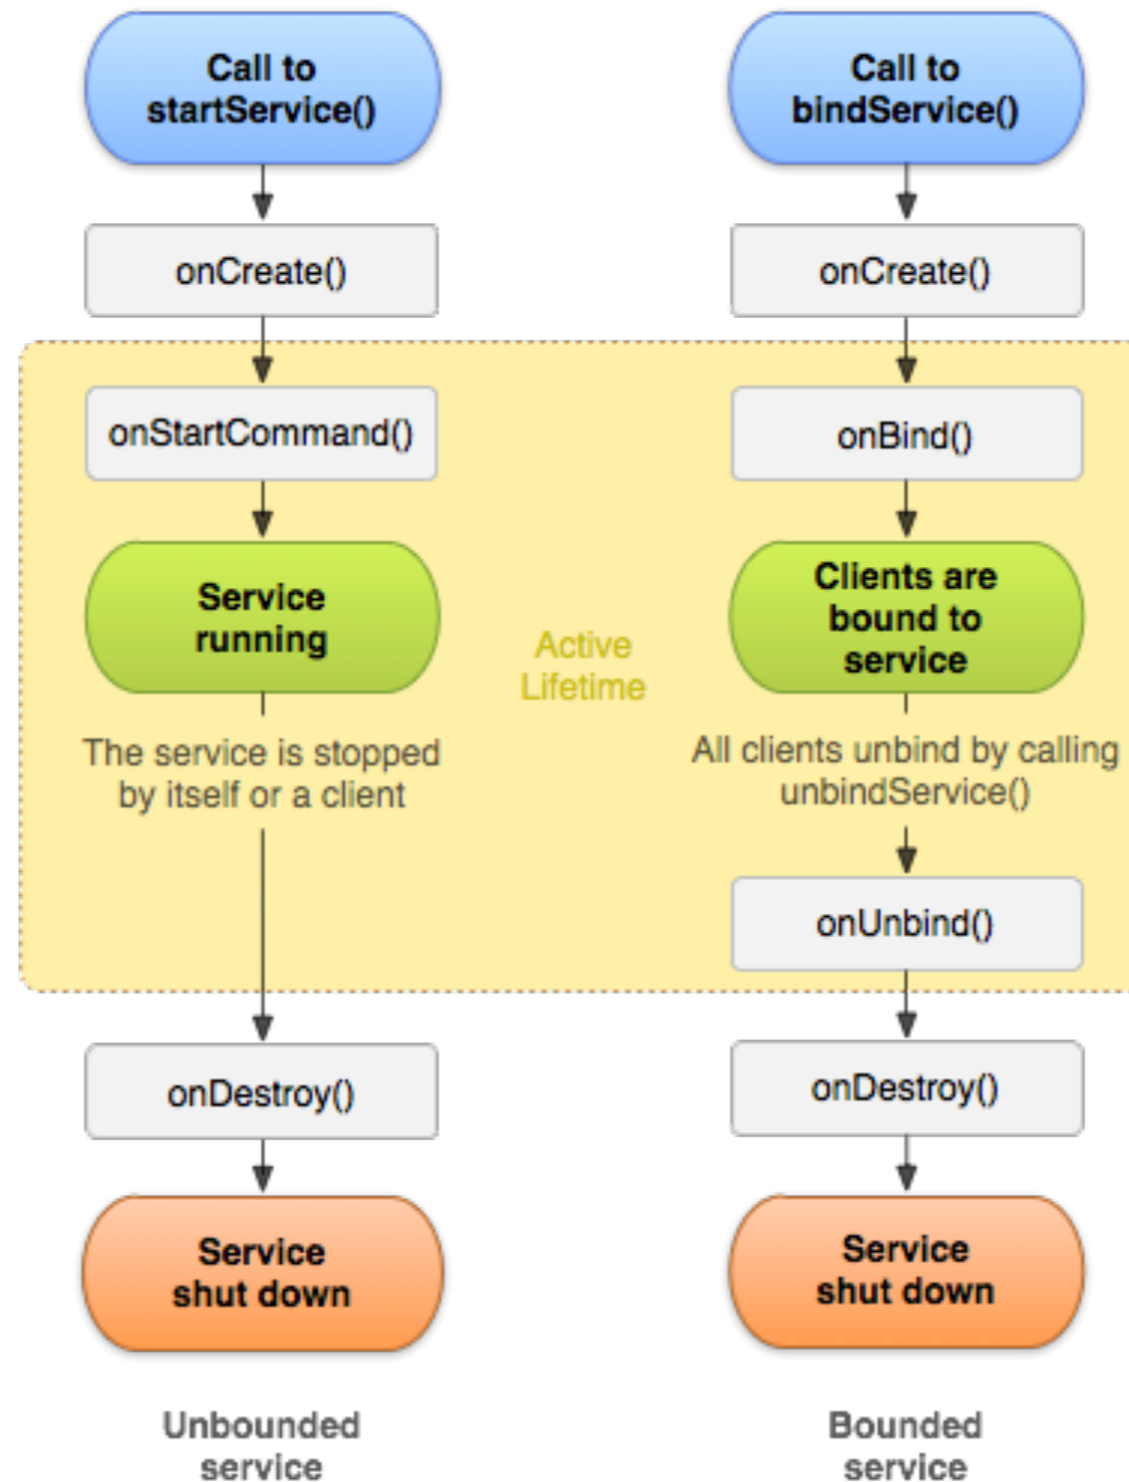 Call to
startService()
onCreate()
onStartCommand()
Service
running
The service is stopped
by itself or a client
onDestroy()
Service
shut down
Unbounded
service
Active
Lifetime
Call to
bindService()
onCreate()
onBind()
Clients are
bound to
service
All clients unbind by calling
unbindService()
onUnbind()
onDestroy()
Service
shut down
Bounded
service